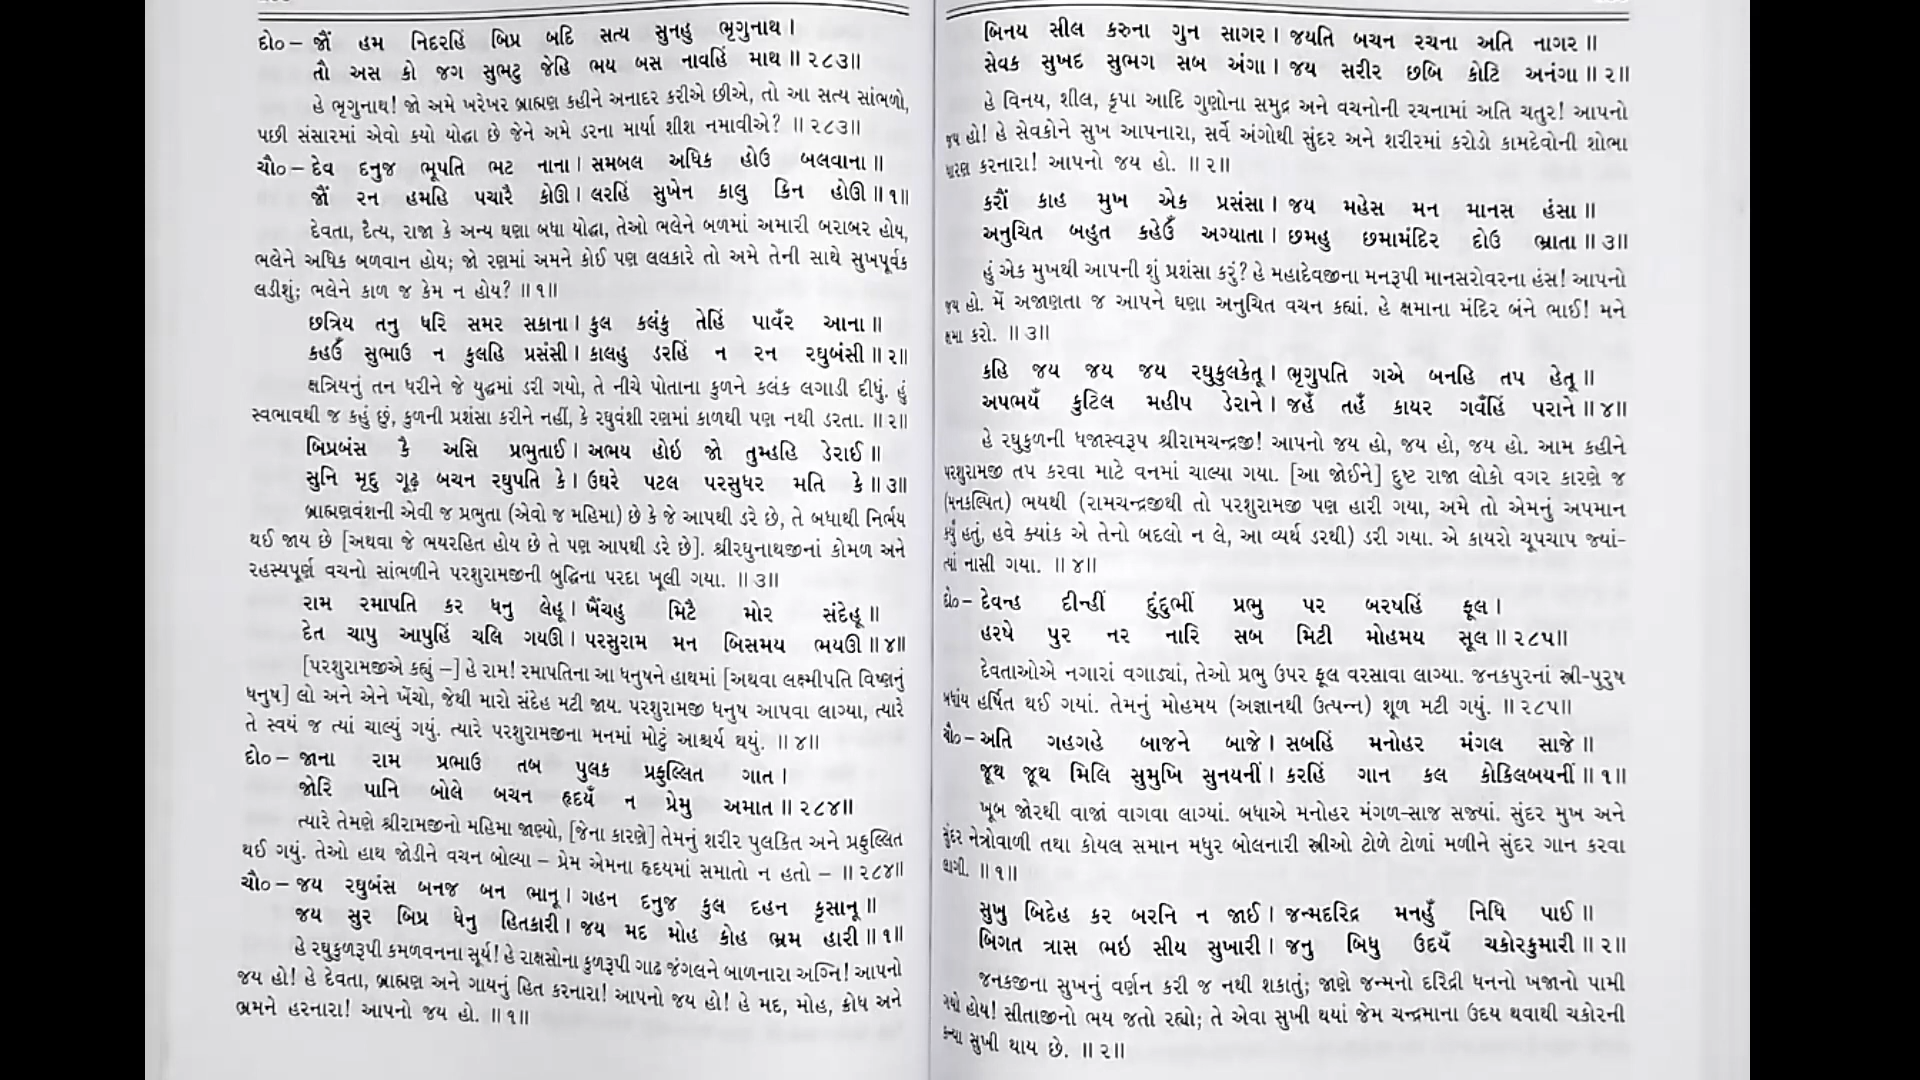 દો૦ – જૌં હમ નિદરહિં બિપ્ર બદિ સત્ય સુનહુ ભૃગુનાથ ।
તૌ અસ કો જગ સુભટુ જેહિ ભય બસ નાવહિં માથ ॥ ૨૮૩॥
હે ભૃગુનાથ! જો અમે ખરેખર બ્રાહ્મણ કહીને અનાદર કરીએ છીએ, તો આ સત્ય સાંભળો,
પછી સંસારમાં એવો કયો યોદ્ધા છે જેને અમે ડરના માર્યા શીશ નમાવીએ? ॥ ૨૮૩॥
ચૌ૦ – દેવ દનુજ ભૂપતિ ભટ નાના। સમબલ અધિક હોઉ બલવાના॥
જૌં રન હમહિ પચારૈ કોઊ। લરહિં સુખેન કાલુ કિન હોઊ॥૧॥
દેવતા, દૈત્ય, રાજા કે અન્ય ઘણા બધા યોદ્ધા, તેઓ ભલેને બળમાં અમારી બરાબર હોય,
ભલેને અધિક બળવાન હોય; જો રણમાં અમને કોઈ પણ લલકારે તો અમે તેની સાથે સુખપૂર્વક
લડીશું; ભલેને કાળ જ કેમ ન હોય? ॥૧॥
છત્રિય તનુ ધરિ સમર સકાના। કુલ કલંકુ તેહિં પાવઁર આના॥
કહઉઁ સુભાઉ ન કુલહિ પ્રસંસી। કાલહુ ડરહિં ન રન રઘુબંસી॥૨॥
ક્ષત્રિયનું તન ધરીને જે યુદ્ધમાં ડરી ગયો, તે નીચે પોતાના કુળને કલંક લગાડી દીધું. હું
સ્વભાવથી જ કહું છું, કુળની પ્રશંસા કરીને નહીં, કે રઘુવંશી રણમાં કાળથી પણ નથી ડરતા. ॥૨॥
બિપ્રબંસ કૈ અસિ પ્રભુતાઈ। અભય હોઇ જો તુમ્હહિ ડેરાઈ॥
સુનિ મૃદુ ગૂઢ઼ બચન રઘુપતિ કે। ઉઘરે પટલ પરસુધર મતિ કે॥૩॥
બ્રાહ્મણવંશની એવી જ પ્રભુતા (એવો જ મહિમા) છે કે જે આપથી ડરે છે, તે બધાથી નિર્ભય
થઈ જાય છે [અથવા જે ભયરહિત હોય છે તે પણ આપથી ડરે છે]. શ્રીરઘુનાથજીનાં કોમળ અને
રહસ્યપૂર્ણ વચનો સાંભળીને પરશુરામજીની બુદ્ધિના પરદા ખૂલી ગયા. ॥૩॥
રામ રમાપતિ કર ધનુ લેહૂ। ખૈંચહુ મિટૈ મોર સંદેહૂ॥
દેત ચાપુ આપુહિં ચલિ ગયઊ। પરસુરામ મન બિસમય ભયઊ॥૪॥
[પરશુરામજીએ કહ્યું –] હે રામ! રમાપતિના આ ધનુષને હાથમાં [અથવા લક્ષ્મીપતિ વિષ્ણુનું
ધનુષ] લો અને એને ખેંચો, જેથી મારો સંદેહ મટી જાય. પરશુરામજી ધનુષ આપવા લાગ્યા, ત્યારે
તે સ્વયં જ ત્યાં ચાલ્યું ગયું. ત્યારે પરશુરામજીના મનમાં મોટું આશ્ચર્ય થયું. ॥૪॥
દો૦ – જાના રામ પ્રભાઉ તબ પુલક પ્રફુલ્લિત ગાત।
જોરિ પાનિ બોલે બચન હૃદયઁ ન પ્રેમુ અમાત॥ ૨૮૪॥
ત્યારે તેમણે શ્રીરામજીનો મહિમા જાણ્યો, [જેના કારણે] તેમનું શરીર પુલકિત અને પ્રફુલ્લિત
થઈ ગયું. તેઓ હાથ જોડીને વચન બોલ્યા – પ્રેમ એમના હૃદયમાં સમાતો ન હતો – ॥ ૨૮૪॥
ચૌ૦ – જય રઘુબંસ બનજ બન ભાનૂ। ગહન દનુજ કુલ દહન કૃસાનૂ॥
જય સુર બિપ્ર ધેનુ હિતકારી। જય મદ મોહ કોહ ભ્રમ હારી॥૧॥
હે રઘુકુળરૂપી કમળવનના સૂર્ય! હે રાક્ષસોના કુળરૂપી ગાઢ જંગલને બાળનારા અગ્નિ! આપનો
જય હો! હે દેવતા, બ્રાહ્મણ અને ગાયનું હિત કરનારા! આપનો જય હો! હે મદ, મોહ, ક્રોધ અને
ભ્રમને હરનારા! આપનો જય હો. ॥૧॥
બિનય સીલ કરુના ગુન સાગર। જયતિ બચન રચના અતિ નાગર॥
સેવક સુખદ સુભગ સબ અંગા। જય સરીર છબિ કોટિ અનંગા॥૨॥
હે વિનય, શીલ, કૃપા આદિ ગુણોના સમુદ્ર અને વચનોની રચનામાં અતિ ચતુર! આપનો
જય હો! હે સેવકોને સુખ આપનારા, સર્વે અંગોથી સુંદર અને શરીરમાં કરોડો કામદેવોની શોભા
ધારણ કરનારા! આપનો જય હો. ॥૨॥
કરૌં કાહ મુખ એક પ્રસંસા। જય મહેસ મન માનસ હંસા॥
અનુચિત બહુત કહેઉઁ અગ્યાતા। છમહુ છમામંદિર દોઉ ભ્રાતા॥૩॥
હું એક મુખથી આપની શું પ્રશંસા કરું? હે મહાદેવજીના મનરૂપી માનસરોવરના હંસ! આપનો
જય હો. મેં અજાણતા જ આપને ઘણા અનુચિત વચન કહ્યાં. હે ક્ષમાના મંદિર બંને ભાઈ! મને
ક્ષમા કરો. ॥૩॥
કહિ જય જય જય રઘુકુલકેતૂ। ભૃગુપતિ ગએ બનહિ તપ હેતૂ॥
અપભયઁ કુટિલ મહીપ ડેરાને। જહઁ તહઁ કાયર ગવઁહિં પરાને॥૪॥
હે રઘુકુળની ધજાસ્વરૂપ શ્રીરામચન્દ્રજી! આપનો જય હો, જય હો, જય હો. આમ કહીને
પરશુરામજી તપ કરવા માટે વનમાં ચાલ્યા ગયા. [આ જોઈને] દુષ્ટ રાજા લોકો વગર કારણે જ
(મનકલ્પિત) ભયથી (રામચન્દ્રજીથી તો પરશુરામજી પણ હારી ગયા, અમે તો એમનું અપમાન
કર્યું હતું, હવે ક્યાંક એ તેનો બદલો ન લે, આ વ્યર્થ ડરથી) ડરી ગયા. એ કાયરો ચૂપચાપ જ્યાં-
ત્યાં નાસી ગયા. ॥૪॥
દો૦ – દેવન્હ દીન્હીં દુંદુભીં પ્રભુ પર બરષહિં ફૂલ।
હરષે પુર નર નારિ સબ મિટી મોહમય સૂલ॥ ૨૮૫॥
દેવતાઓએ નગારાં વગાડ્યાં, તેઓ પ્રભુ ઉપર ફૂલ વરસાવા લાગ્યા. જનકપુરનાં સ્ત્રી-પુરુષ
બધાંય હર્ષિત થઈ ગયાં. તેમનું મોહમય (અજ્ઞાનથી ઉત્પન્ન) શૂળ મટી ગયું. ॥ ૨૮૫॥
ચૌ૦ – અતિ ગહગહે બાજને બાજે। સબહિં મનોહર મંગલ સાજે॥
જૂથ જૂથ મિલિ સુમુખિ સુનયનીં। કરહિં ગાન કલ કોકિલબયનીં॥૧॥
ખૂબ જોરથી વાજાં વાગવા લાગ્યાં. બધાએ મનોહર મંગળ-સાજ સજ્યાં. સુંદર મુખ અને
સુંદર નેત્રોવાળી તથા કોયલ સમાન મધુર બોલનારી સ્ત્રીઓ ટોળે ટોળાં મળીને સુંદર ગાન કરવા
લાગી. ॥૧॥
સુખુ બિદેહ કર બરનિ ન જાઈ। જન્મદરિદ્ર મનહુઁ નિધિ પાઈ॥
બિગત ત્રાસ ભઇ સીય સુખારી। જનુ બિધુ ઉદયઁ ચકોરકુમારી॥૨॥
જનકજીના સુખનું વર્ણન કરી જ નથી શકાતું; જાણે જન્મનો દરિદ્રી ધનનો ખજાનો પામી
ગયો હોય! સીતાજીનો ભય જતો રહ્યો; તે એવા સુખી થયાં જેમ ચન્દ્રમાના ઉદય થવાથી ચકોરની
કન્યા સુખી થાય છે. ॥૨॥